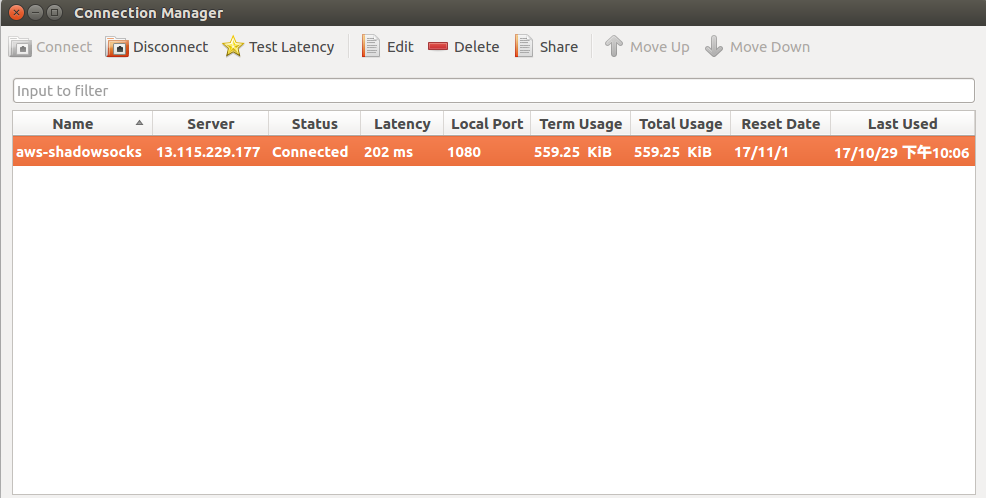 Connection Manager
Connect Disconnect Test Latency Edit Delete Share Move Up Move Down
Input to filter
Name Server Status Latency Local Port Term Usage Total Usage Reset Date Last Used
aws-shadowsocks 13.115.229.177 Connected 202 ms 1080 559.25 KiB 559.25 KiB 17/11/1 17/10/29 下午10:06